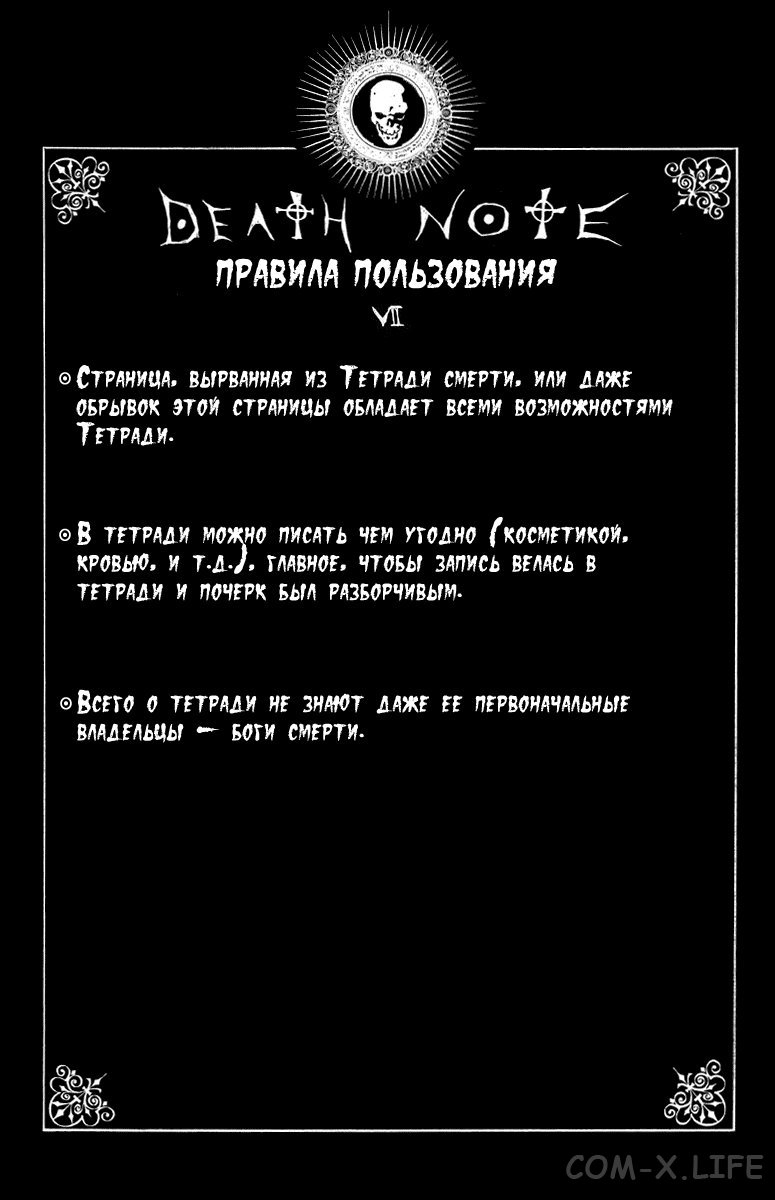 DEATH NOTE
ПРАВИЛА ПОЛЬЗОВАНИЯ
VII
Страница, вырванная из Тетради смерти, или даже
обрывок этой страницы обладает всеми возможностями
Тетради.
В тетради можно писать чем угодно (косметикой,
кровью, и т.д.), главное, чтобы запись велась в
тетради и почерк был разборчивым.
Всего о тетради не знают даже ее первоначальные
владельцы — боги смерти.
COM-X.LIFE